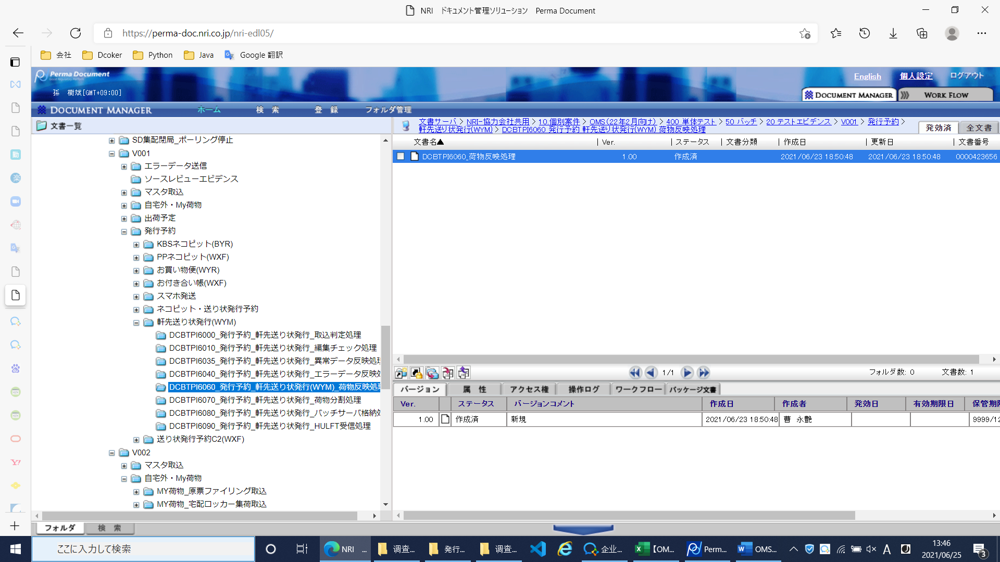 NRI　ドキュメント管理ソリューション　Perma Document
https://perma-doc.nri.co.jp/nri-edl05/
会社
Dcoker
Python
Java
Google 翻訳
Perma Document
孫　樹斌[GMT+09:00]
English
個人設定
ログアウト
DOCUMENT MANAGER
WORK FLOW
DOCUMENT MANAGER
ホーム
検　索
登　録
フォルダ管理
文書一覧
SD集配閉局_ポーリング停止
V001
エラーデータ送信
ソースレビューエビデンス
マスタ取込
自宅外・My荷物
出荷予定
発行予約
KBSネコピット(BYR)
PPネコピット(WXF)
お買い物便(WYR)
お付き合い帳(WXF)
スマホ発送
ネコピット・送り状発行予約
軒先送り状発行(WYM)
DCBTPI6000_発行予約_軒先送り状発行_取込判定処理
DCBTPI6010_発行予約_軒先送り状発行_編集チェック処理
DCBTPI6035_発行予約_軒先送り状発行_異常データ反映処理
DCBTPI6040_発行予約_軒先送り状発行_エラーデータ反映処
DCBTPI6060_発行予約_軒先送り状発行(WYM)_荷物反映処理
DCBTPI6070_発行予約_軒先送り状発行_荷物分割処理
DCBTPI6080_発行予約_軒先送り状発行_バッチサーバ格納処
DCBTPI6090_発行予約_軒先送り状発行_HULFT受信処理
送り状発行予約C2(WXF)
V002
マスタ取込
自宅外・My荷物
MY荷物_原票ファイリング取込
MY荷物_宅配ロッカー集荷取込
フォルダ
検　索
文書サーバ > NRI-協力会社共用 > 10.個別案件 > OMS(22年2月向け) > 400 単体テスト > 50 バッチ > 20 テストエビデンス > V001 > 発行予約 >
軒先送り状発行(WYM) > DCBTPI6060_発行予約_軒先送り状発行(WYM)_荷物反映処理
発効済
全文書
文書名▲ Ver. ステータス 文書分類 作成日 更新日 文書番号
DCBTPI6060_荷物反映処理 1.00 作成済 2021/06/23 18:50:48 2021/06/23 18:50:48 0000423656
1/1
フォルダ数: 0
文書数: 1
バージョン 属　性 アクセス権 操作ログ ワークフロー パッケージ文書
Ver. ステータス バージョンコメント 作成日 作成者 発効日 有効期限日 保管期限
1.00 作成済 新規 2021/06/23 18:50:48 曹　永艶 9999/12
ここに入力して検索
NRI ...
调查...
発行...
调查...
企业...
【OM...
Perm...
OMS...
A
13:46
2021/06/25
3